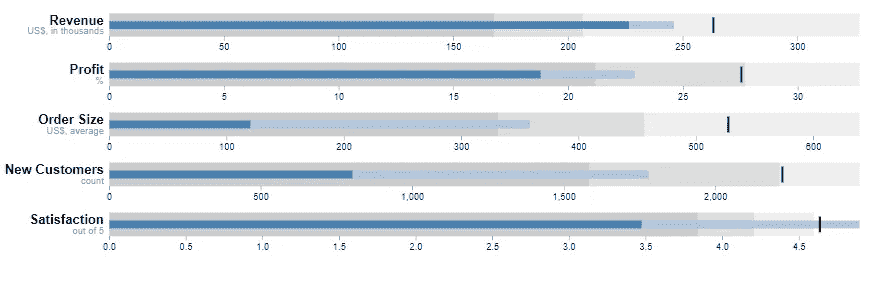 Revenue
US$, in thousands
0 50 100 150 200 250 300
Profit
%
0 5 10 15 20 25 30
Order Size
US$, average
0 100 200 300 400 500 600
New Customers
count
0 500 1,000 1,500 2,000
Satisfaction
out of 5
0.0 0.5 1.0 1.5 2.0 2.5 3.0 3.5 4.0 4.5